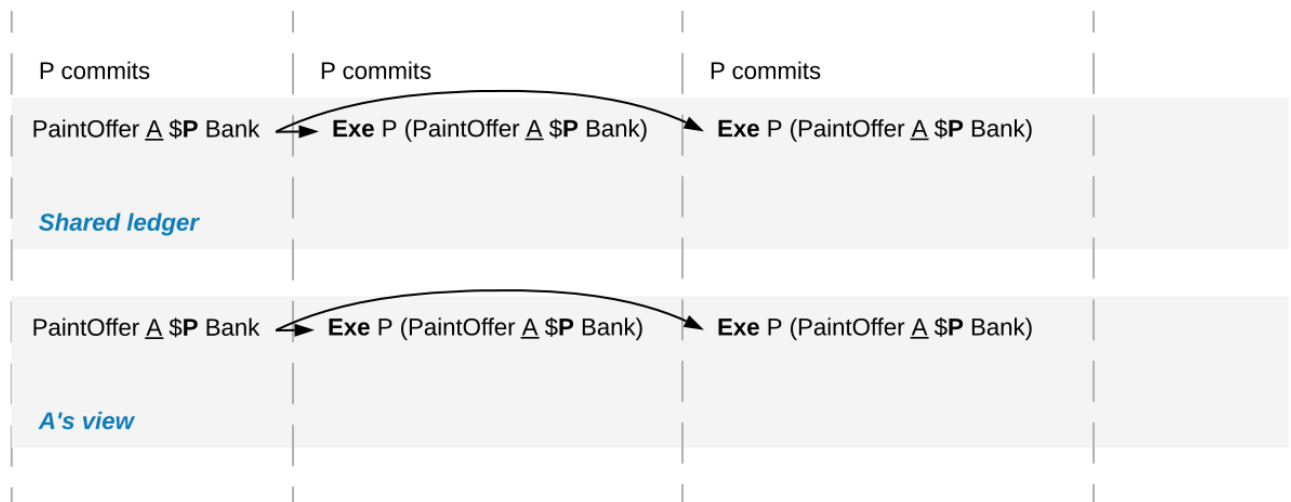 P commits P commits P commits
PaintOffer A $P Bank Exe P (PaintOffer A $P Bank) Exe P (PaintOffer A $P Bank)
Shared ledger
PaintOffer A $P Bank Exe P (PaintOffer A $P Bank) Exe P (PaintOffer A $P Bank)
A's view